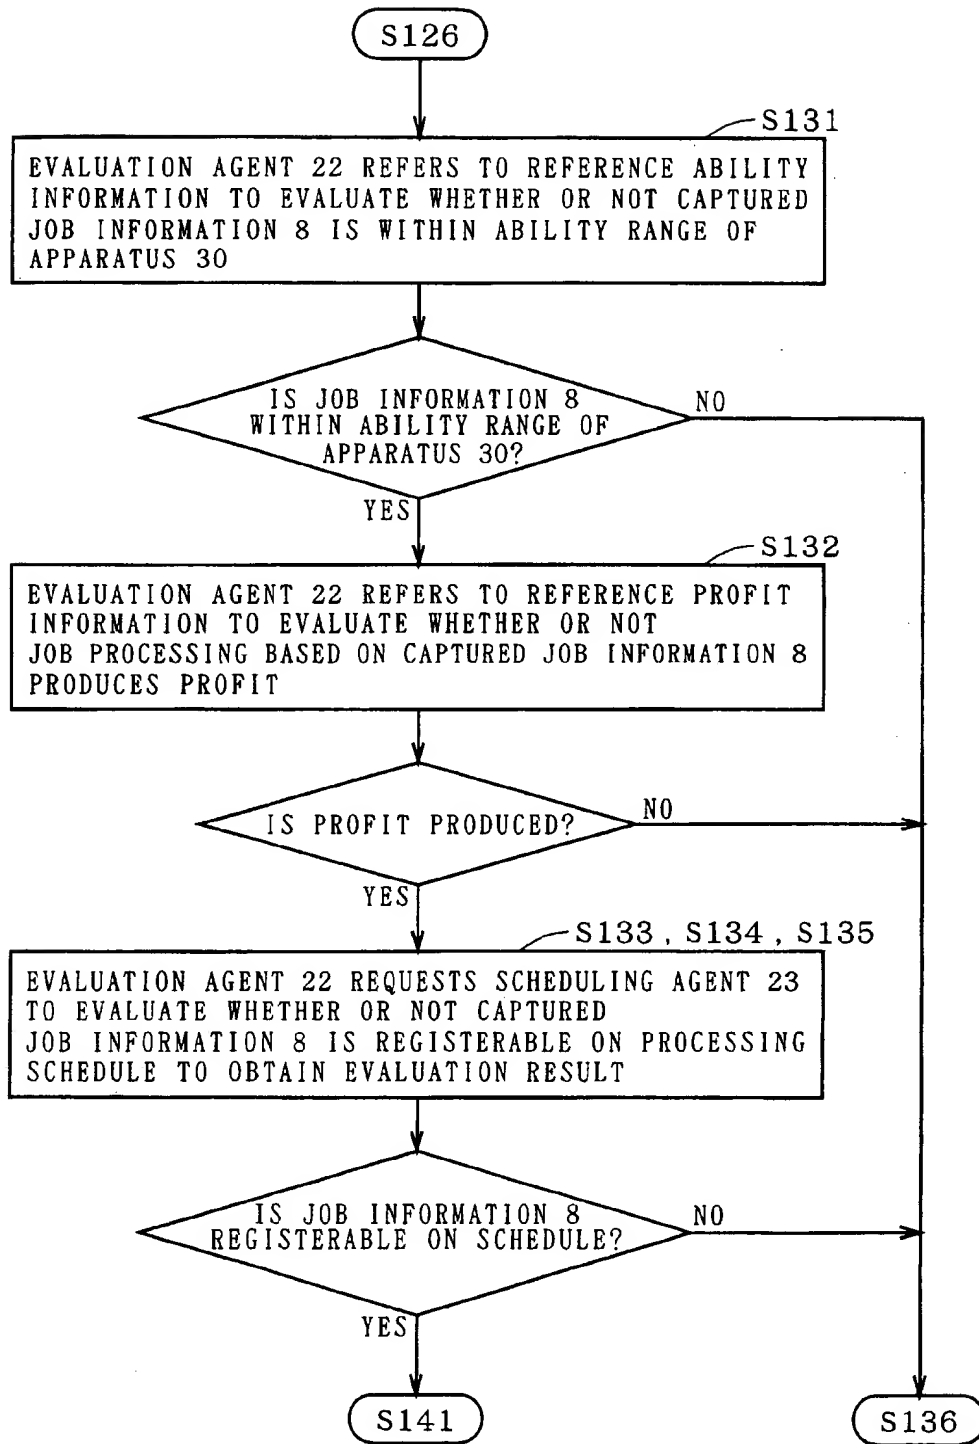 S126
S131
EVALUATION AGENT 22 REFERS TO REFERENCE ABILITY
INFORMATION TO EVALUATE WHETHER OR NOT CAPTURED
JOB INFORMATION 8 IS WITHIN ABILITY RANGE OF
APPARATUS 30
IS JOB INFORMATION 8
WITHIN ABILITY RANGE OF
APPARATUS 30?
NO
YES
S132
EVALUATION AGENT 22 REFERS TO REFERENCE PROFIT
INFORMATION TO EVALUATE WHETHER OR NOT
JOB PROCESSING BASED ON CAPTURED JOB INFORMATION 8
PRODUCES PROFIT
IS PROFIT PRODUCED?
NO
YES
S133, S134, S135
EVALUATION AGENT 22 REQUESTS SCHEDULING AGENT 23
TO EVALUATE WHETHER OR NOT CAPTURED
JOB INFORMATION 8 IS REGISTERABLE ON PROCESSING
SCHEDULE TO OBTAIN EVALUATION RESULT
IS JOB INFORMATION 8
REGISTERABLE ON SCHEDULE?
NO
YES
S141
S136